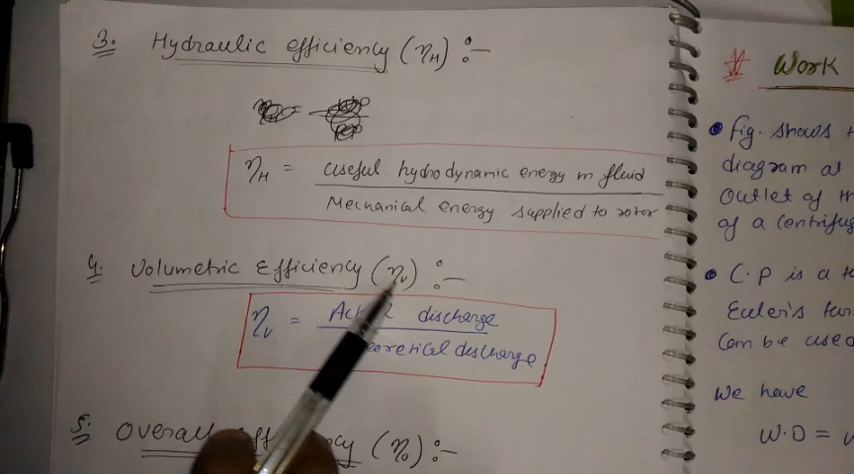 3. Hydraulic efficiency (ηH) :-
ηH = useful hydrodynamic energy in fluid
Mechanical energy supplied to rotor
4. Volumetric Efficiency (ηv) :-
ηv = discharge
discharge
5. Overall (ηo) :-
# Work
• Fig. shows
diagram at
Outlet of
of a
• C.P is a
Euler's
Can be used
We have
W.D =